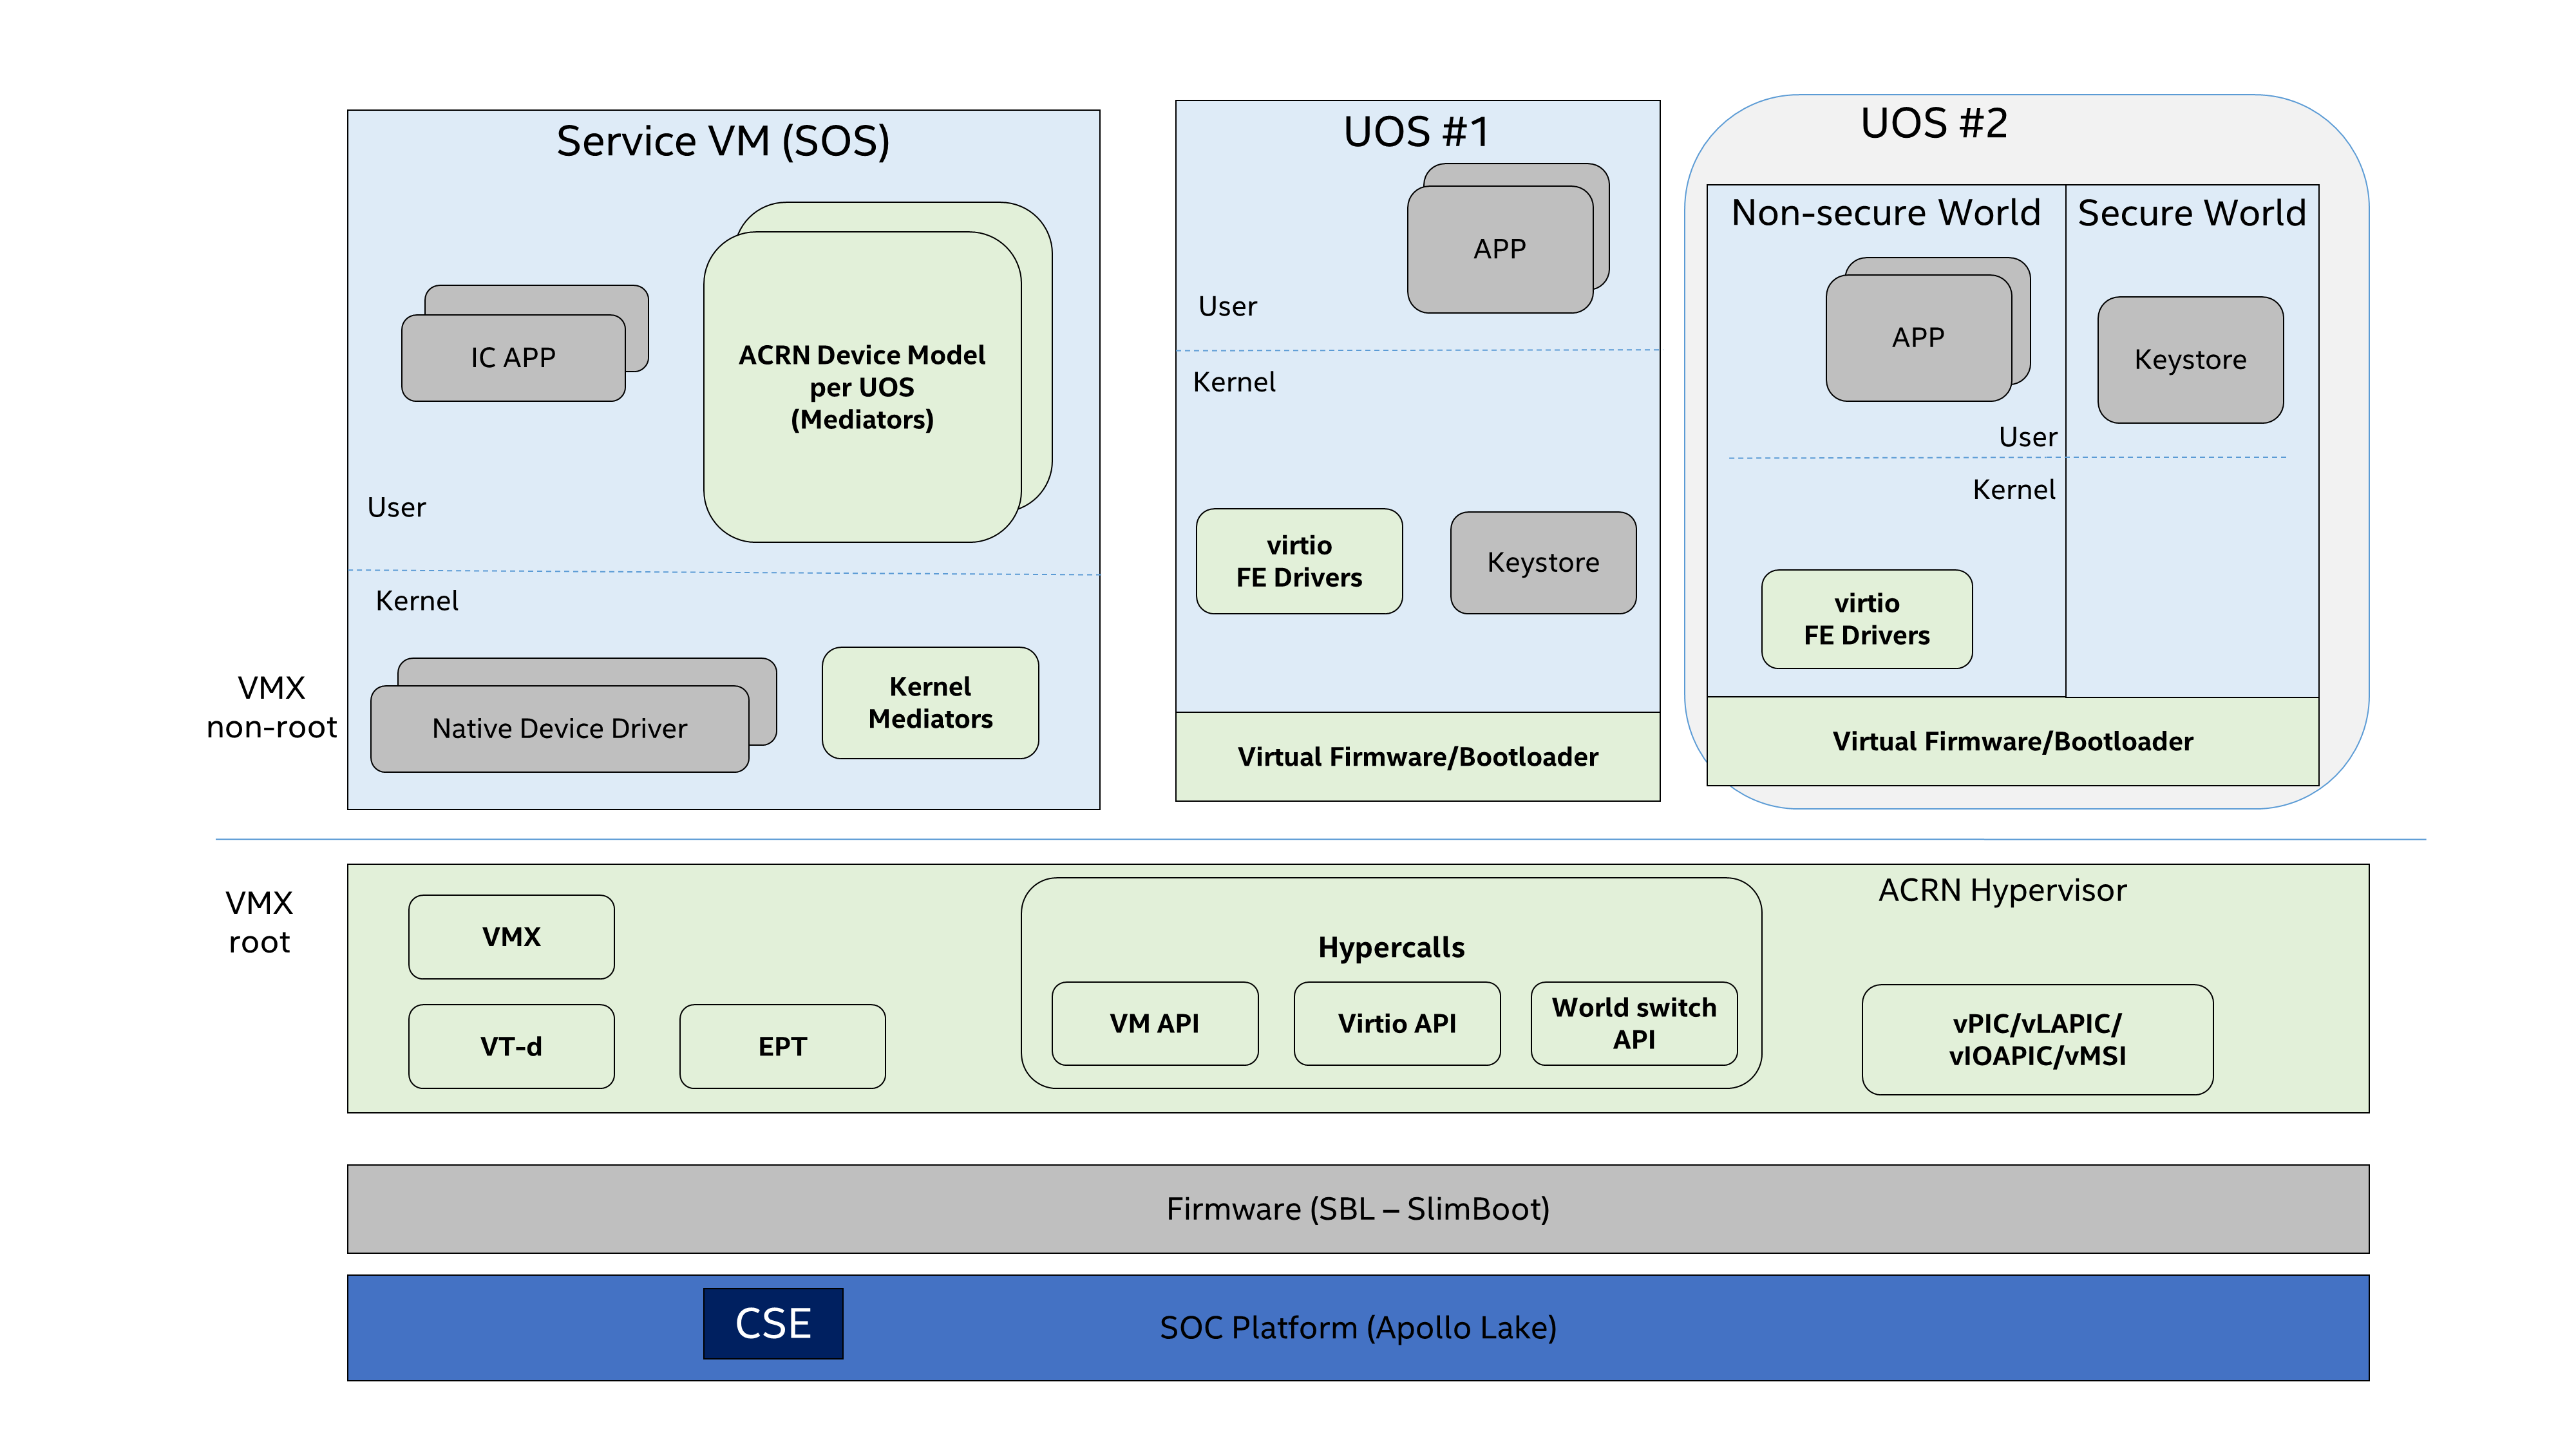 Service VM (SOS)
IC APP
ACRN Device Model
per UOS
(Mediators)
User
Kernel
Native Device Driver
Kernel
Mediators
UOS #1
APP
User
Kernel
virtio
FE Drivers
Keystore
Virtual Firmware/Bootloader
UOS #2
Non-secure World
Secure World
APP
Keystore
User
Kernel
virtio
FE Drivers
Virtual Firmware/Bootloader
VMX
non-root
VMX
root
ACRN Hypervisor
VMX
VT-d
EPT
Hypercalls
VM API
Virtio API
World switch
API
vPIC/vLAPIC/
vIOAPIC/vMSI
Firmware (SBL – SlimBoot)
CSE
SOC Platform (Apollo Lake)